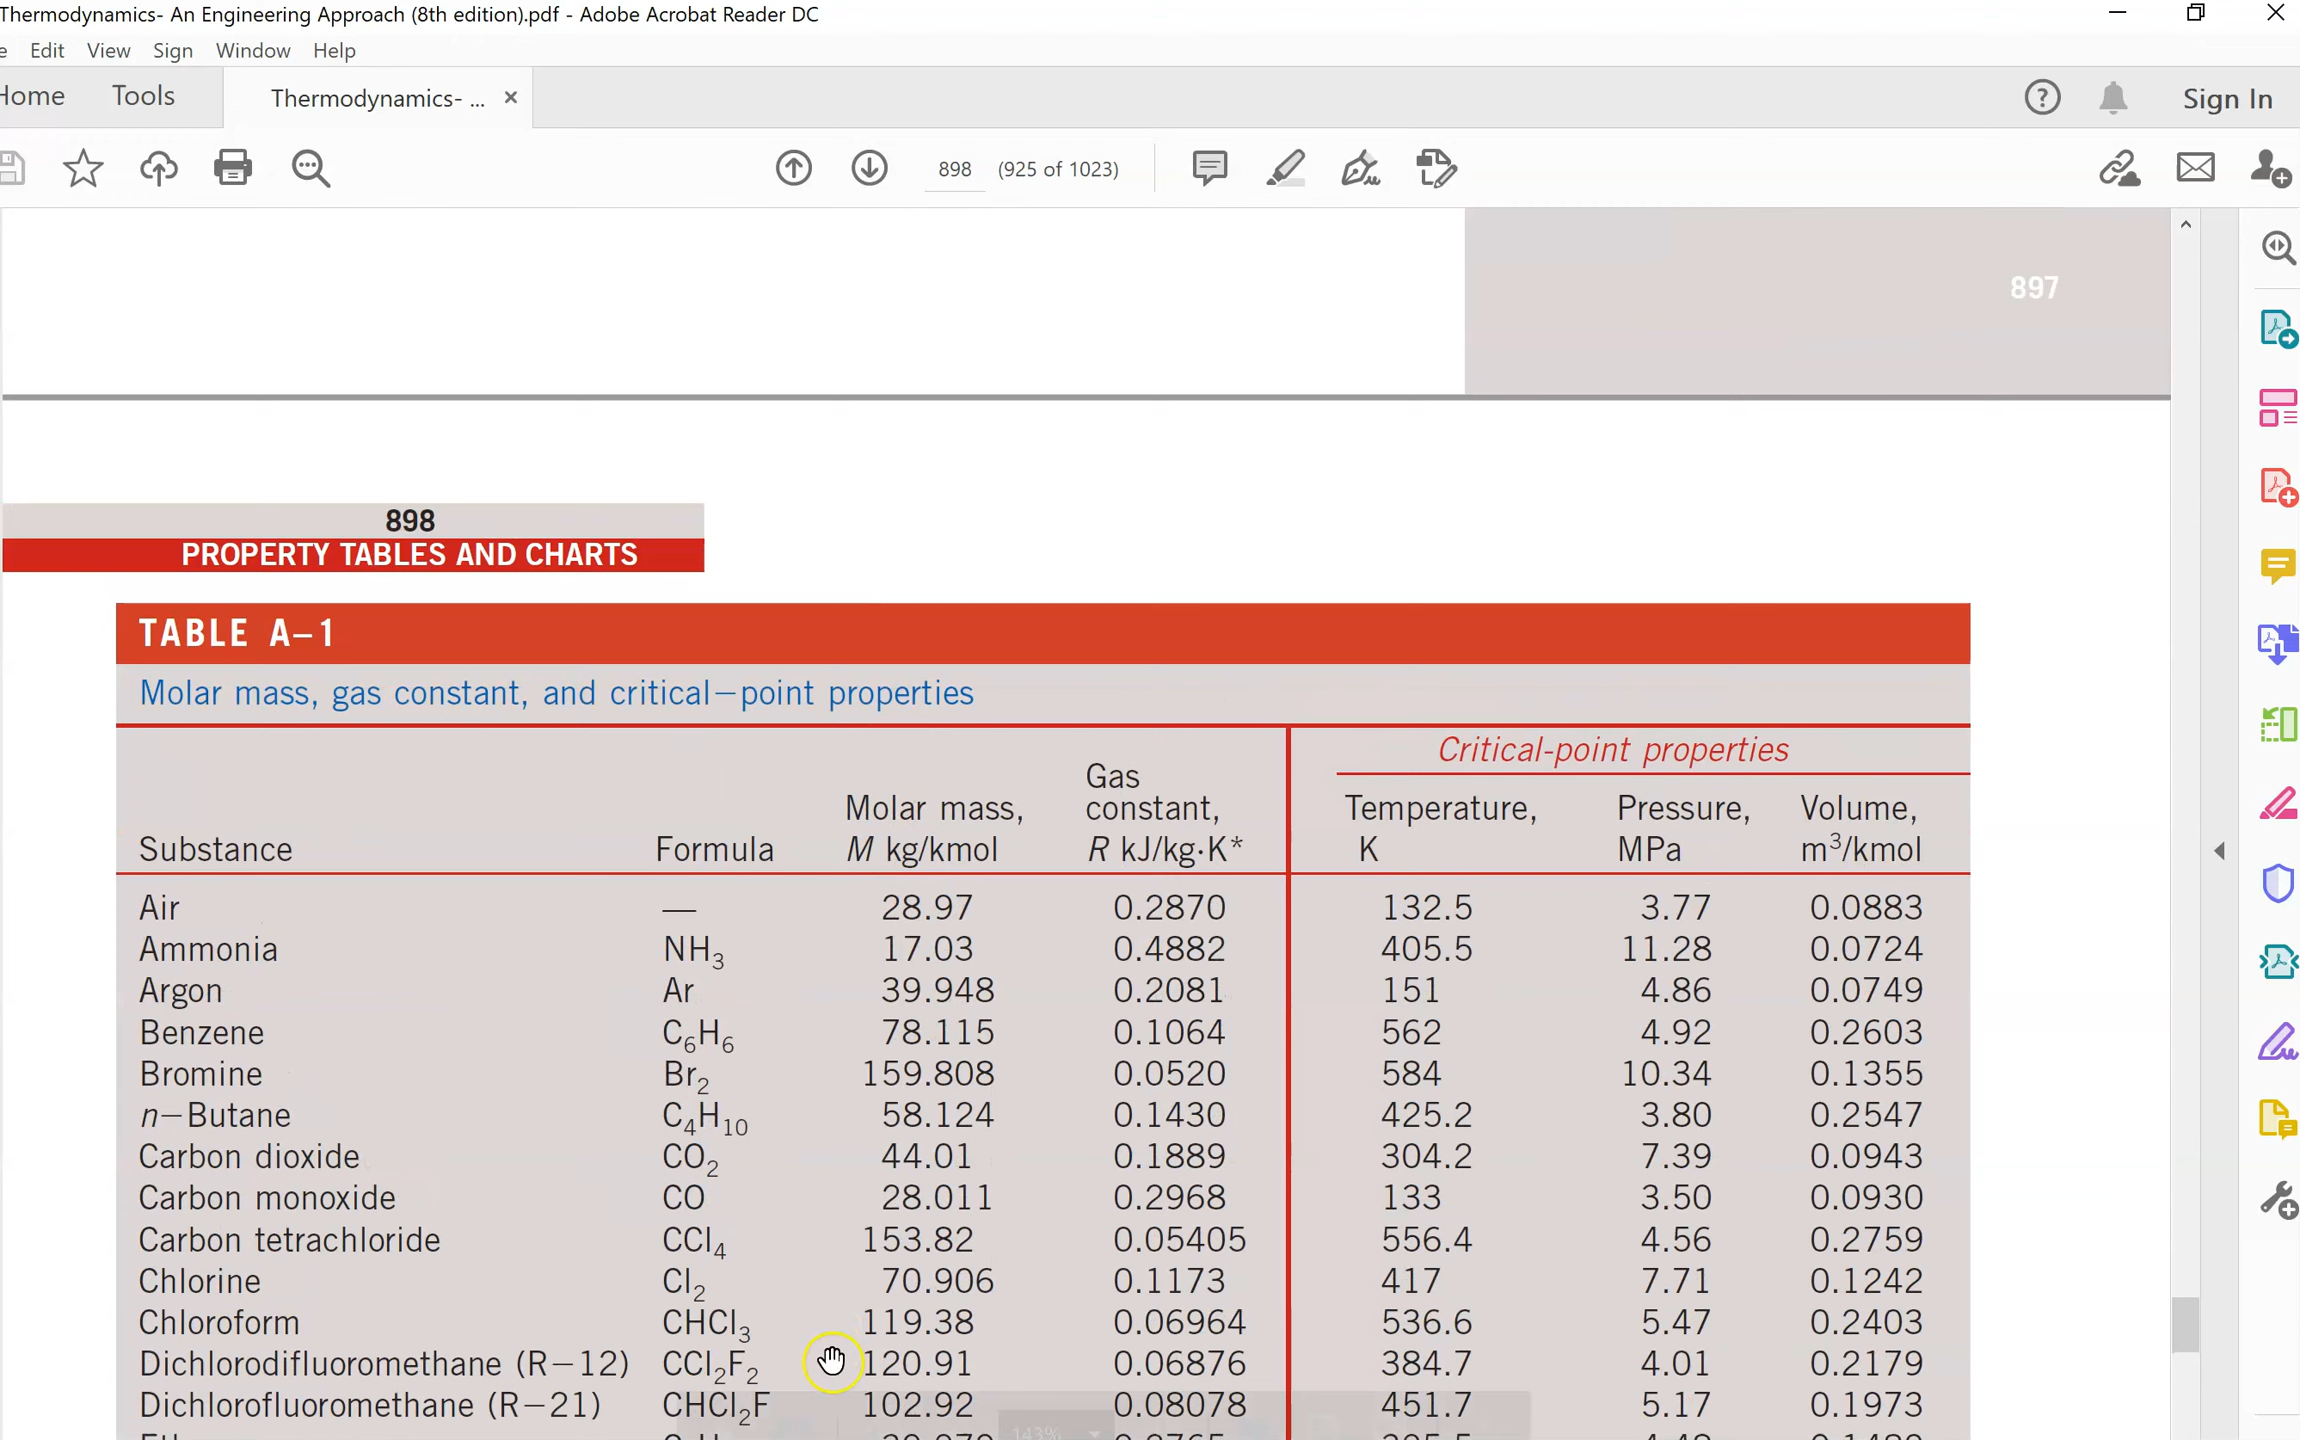 Thermodynamics- An Engineering Approach (8th edition).pdf - Adobe Acrobat Reader DC
e Edit View Sign Window Help
Home Tools Thermodynamics- ... ×
Sign In
898 (925 of 1023)
897
898
PROPERTY TABLES AND CHARTS
TABLE A–1
Molar mass, gas constant, and critical–point properties
Critical-point properties
Substance Formula Molar mass, M kg/kmol Gas constant, R kJ/kg·K* Temperature, K Pressure, MPa Volume, m³/kmol
Air — 28.97 0.2870 132.5 3.77 0.0883
Ammonia NH₃ 17.03 0.4882 405.5 11.28 0.0724
Argon Ar 39.948 0.2081 151 4.86 0.0749
Benzene C₆H₆ 78.115 0.1064 562 4.92 0.2603
Bromine Br₂ 159.808 0.0520 584 10.34 0.1355
n–Butane C₄H₁₀ 58.124 0.1430 425.2 3.80 0.2547
Carbon dioxide CO₂ 44.01 0.1889 304.2 7.39 0.0943
Carbon monoxide CO 28.011 0.2968 133 3.50 0.0930
Carbon tetrachloride CCl₄ 153.82 0.05405 556.4 4.56 0.2759
Chlorine Cl₂ 70.906 0.1173 417 7.71 0.1242
Chloroform CHCl₃ 119.38 0.06964 536.6 5.47 0.2403
Dichlorodifluoromethane (R–12) CCl₂F₂ 120.91 0.06876 384.7 4.01 0.2179
Dichlorofluoromethane (R–21) CHCl₂F 102.92 0.08078 451.7 5.17 0.1973
143%